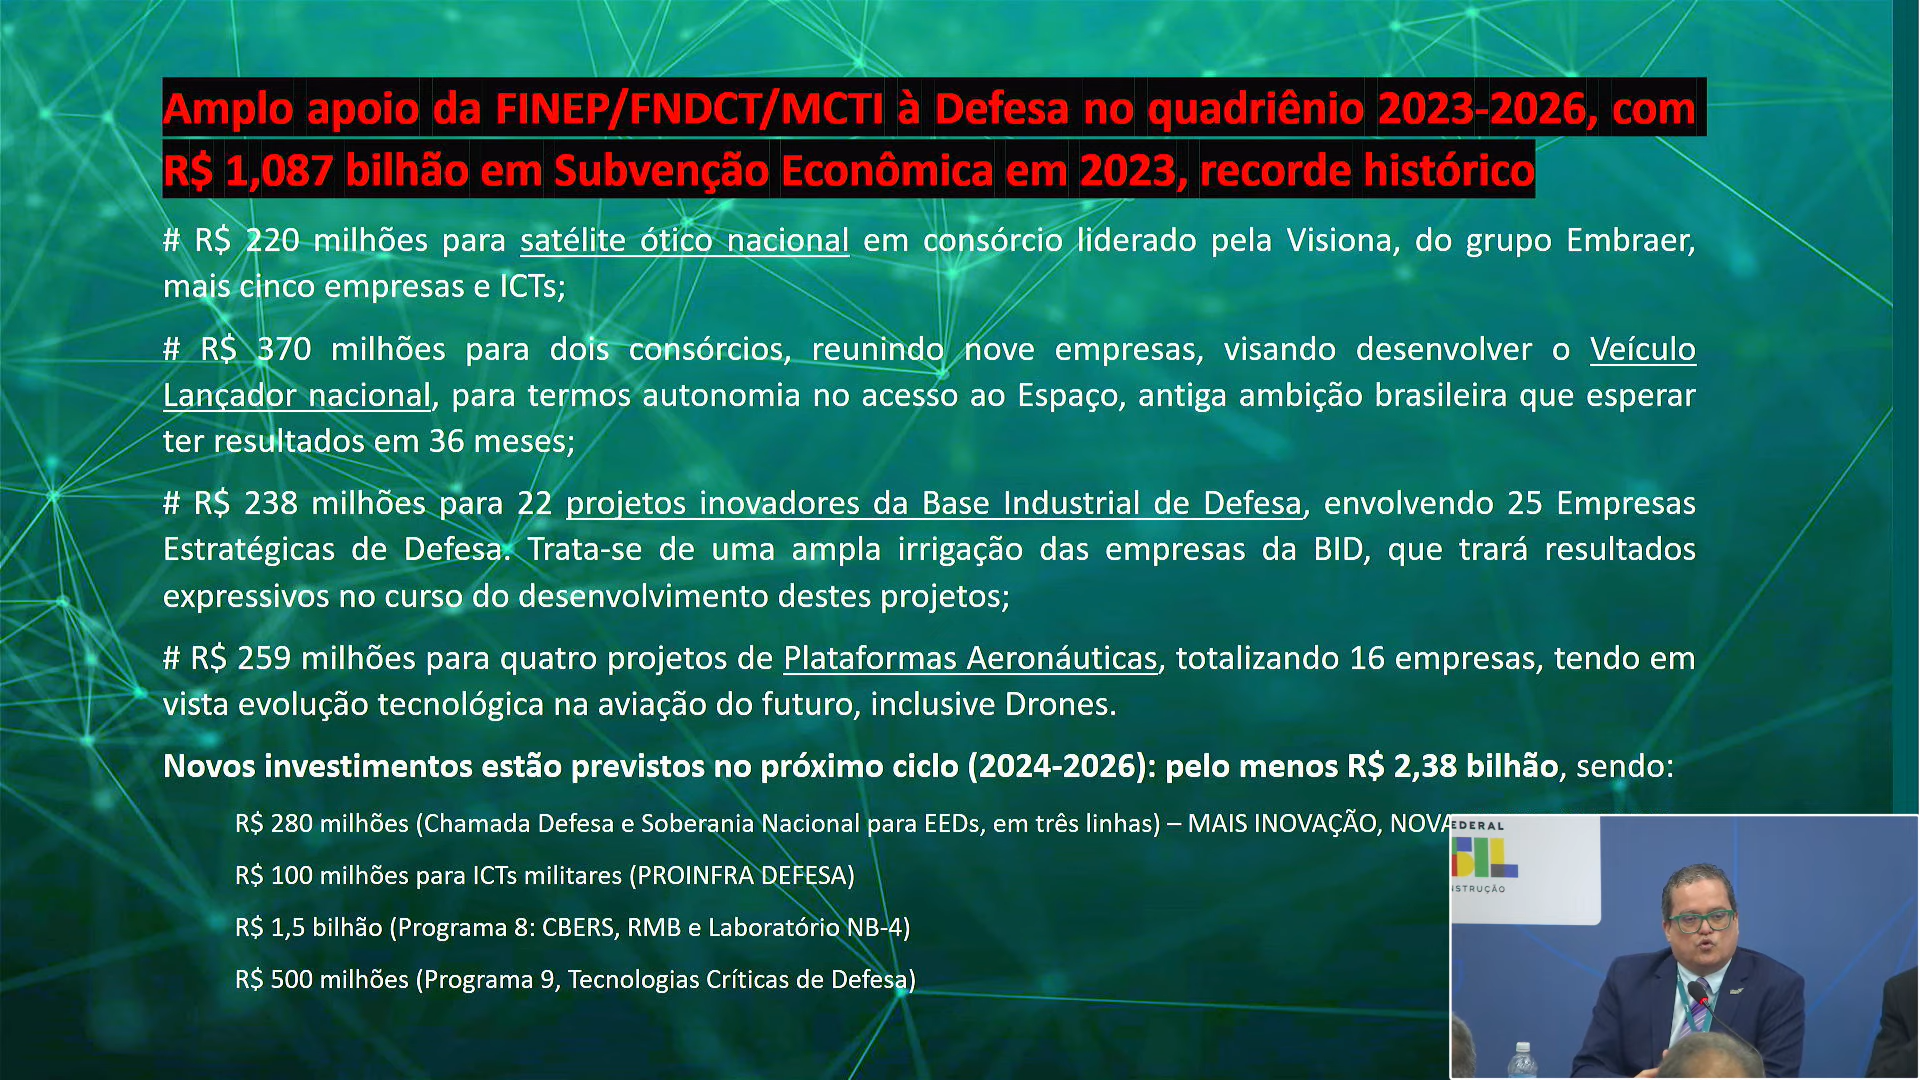 Amplo apoio da FINEP/FNDCT/MCTI à Defesa no quadriênio 2023-2026, com
R$ 1,087 bilhão em Subvenção Econômica em 2023, recorde histórico
# R$ 220 milhões para satélite ótico nacional em consórcio liderado pela Visiona, do grupo Embraer,
mais cinco empresas e ICTs;
# R$ 370 milhões para dois consórcios, reunindo nove empresas, visando desenvolver o Veículo
Lançador nacional, para termos autonomia no acesso ao Espaço, antiga ambição brasileira que esperar
ter resultados em 36 meses;
# R$ 238 milhões para 22 projetos inovadores da Base Industrial de Defesa, envolvendo 25 Empresas
Estratégicas de Defesa. Trata-se de uma ampla irrigação das empresas da BID, que trará resultados
expressivos no curso do desenvolvimento destes projetos;
# R$ 259 milhões para quatro projetos de Plataformas Aeronáuticas, totalizando 16 empresas, tendo em
vista evolução tecnológica na aviação do futuro, inclusive Drones.
Novos investimentos estão previstos no próximo ciclo (2024-2026): pelo menos R$ 2,38 bilhão, sendo:
R$ 280 milhões (Chamada Defesa e Soberania Nacional para EEDs, em três linhas) – MAIS INOVAÇÃO, NOVA
R$ 100 milhões para ICTs militares (PROINFRA DEFESA)
R$ 1,5 bilhão (Programa 8: CBERS, RMB e Laboratório NB-4)
R$ 500 milhões (Programa 9, Tecnologias Críticas de Defesa)
EDERAL
SIL
NSTRUÇÃO